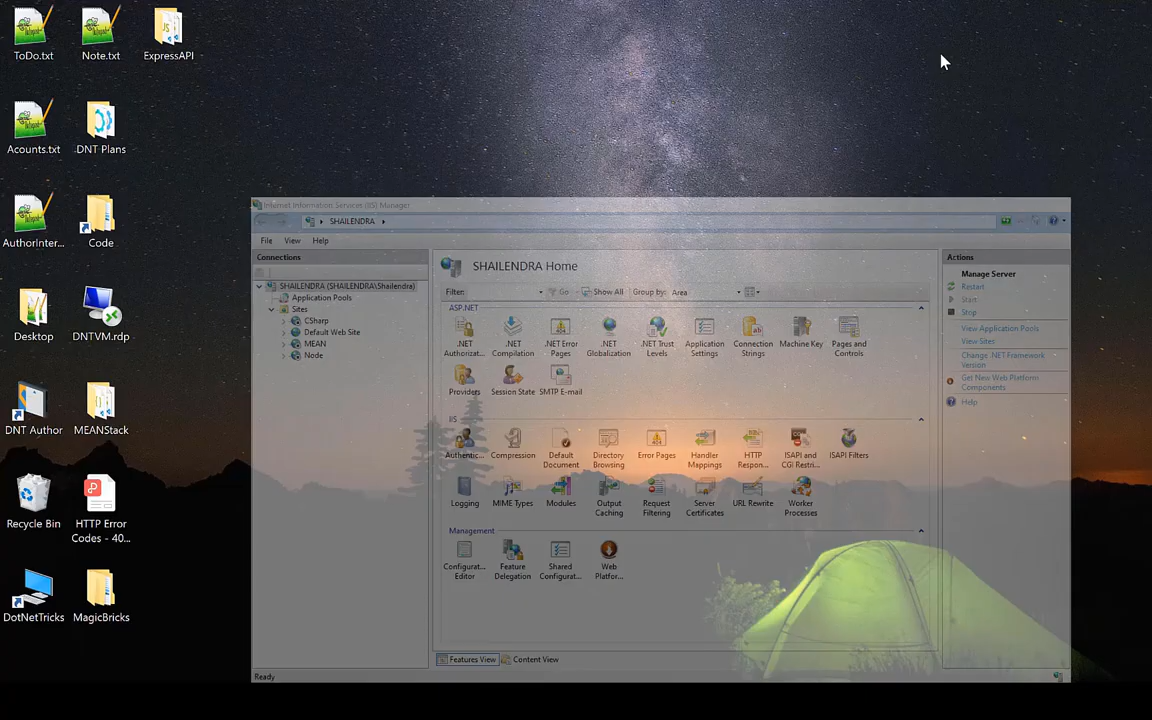 ToDo.txt
Note.txt
ExpressAPI
Acounts.txt
DNT Plans
AuthorInter...
Code
Desktop
DNTVM.rdp
DNT Author
MEANStack
Recycle Bin
HTTP Error
Codes - 40...
DotNetTricks
MagicBricks
Internet Information Services (IIS) Manager
SHAILENDRA
File
View
Help
Connections
SHAILENDRA (SHAILENDRA\Shailendra)
Application Pools
Sites
CSharp
Default Web Site
MEAN
Node
SHAILENDRA Home
Filter:
Go
Show All
Group by:
Area
ASP.NET
.NET
Authorizat...
.NET
Compilation
.NET Error
Pages
.NET
Globalization
.NET Trust
Levels
Application
Settings
Connection
Strings
Machine Key
Pages and
Controls
Providers
Session State
SMTP E-mail
IIS
Authentic...
Compression
Default
Document
Directory
Browsing
Error Pages
Handler
Mappings
HTTP
Respon...
ISAPI and
CGI Restri...
ISAPI Filters
Logging
MIME Types
Modules
Output
Caching
Request
Filtering
Server
Certificates
URL Rewrite
Worker
Processes
Management
Configurat...
Editor
Feature
Delegation
Shared
Configurat...
Web
Platfor...
Features View
Content View
Ready
Actions
Manage Server
Restart
Start
Stop
View Application Pools
View Sites
Change .NET Framework
Version
Get New Web Platform
Components
Help